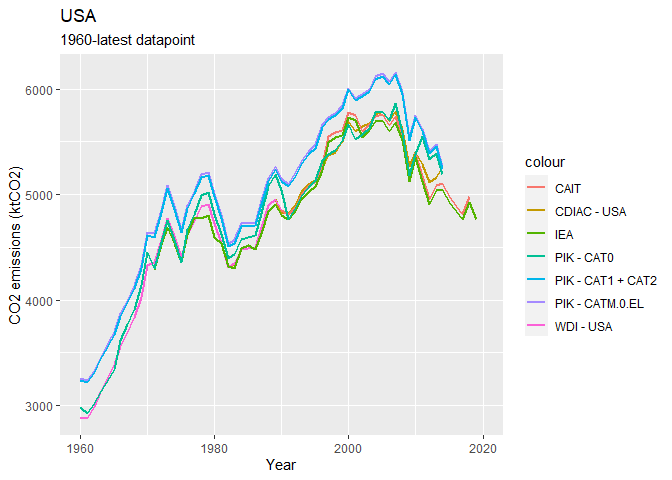 USA
1960-latest datapoint
CO2 emissions (ktCO2)
6000
5000
4000
3000
1960
1980
2000
2020
Year
colour
CAIT
CDIAC - USA
IEA
PIK - CAT0
PIK - CAT1 + CAT2
PIK - CATM.0.EL
WDI - USA